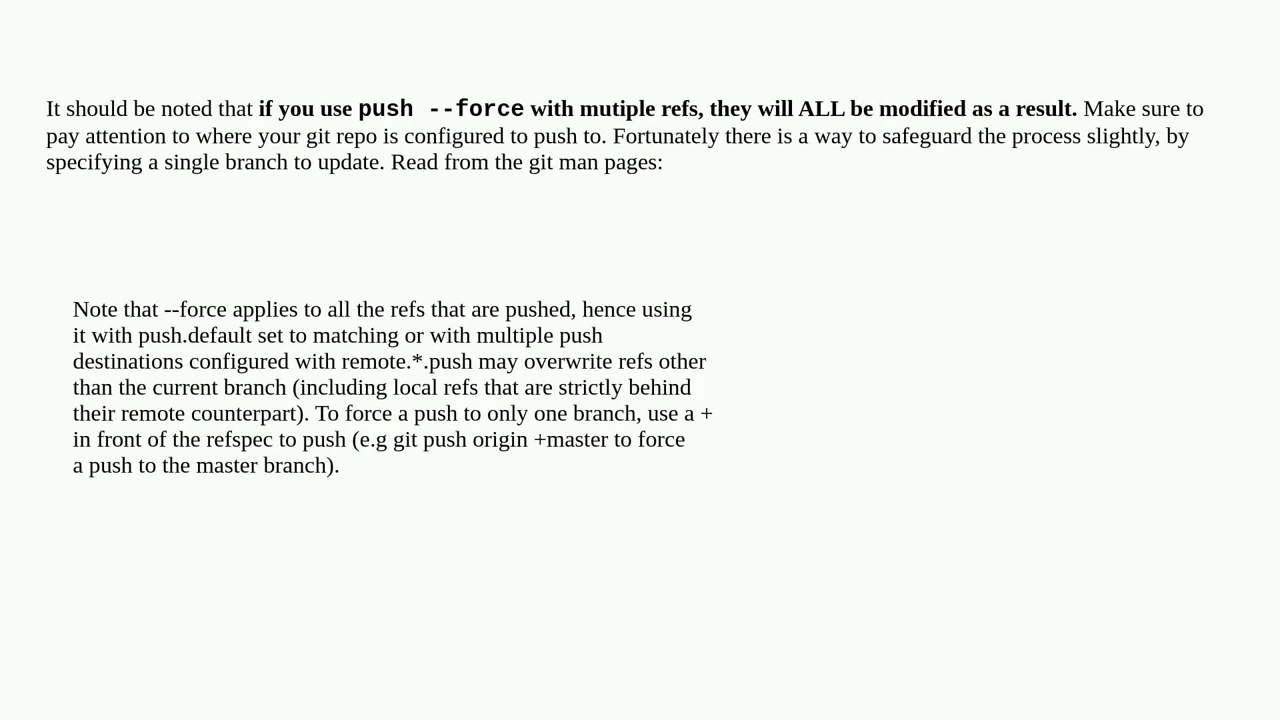 It should be noted that if you use push --force with mutiple refs, they will ALL be modified as a result. Make sure to
pay attention to where your git repo is configured to push to. Fortunately there is a way to safeguard the process slightly, by
specifying a single branch to update. Read from the git man pages:
Note that --force applies to all the refs that are pushed, hence using
it with push.default set to matching or with multiple push
destinations configured with remote.*.push may overwrite refs other
than the current branch (including local refs that are strictly behind
their remote counterpart). To force a push to only one branch, use a +
in front of the refspec to push (e.g git push origin +master to force
a push to the master branch).